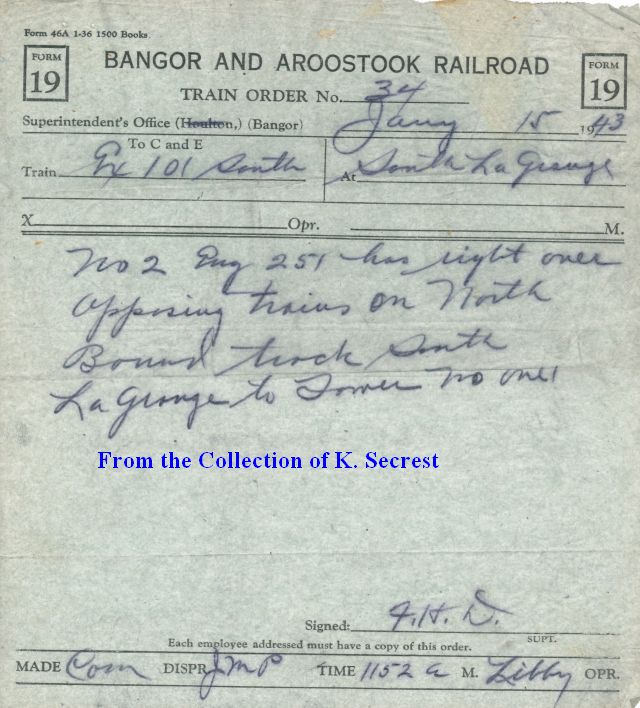 Form 46A 1-36 1500 Books
FORM 19
BANGOR AND AROOSTOOK RAILROAD
FORM 19
TRAIN ORDER No. 34
Superintendent's Office (Houlton,) (Bangor) Jany 15 1943
To C and E
Train Ex 101 South At South LaGrange
X Opr. M.
No 2 Eng 251 has right over
opposing trains on North
Bound track South
LaGrange to Tower No one
From the Collection of K. Secrest
Signed: F.H.D.
SUPT.
Each employee addressed must have a copy of this order.
MADE Com DISPR JMP TIME 1152 a M. Libby OPR.